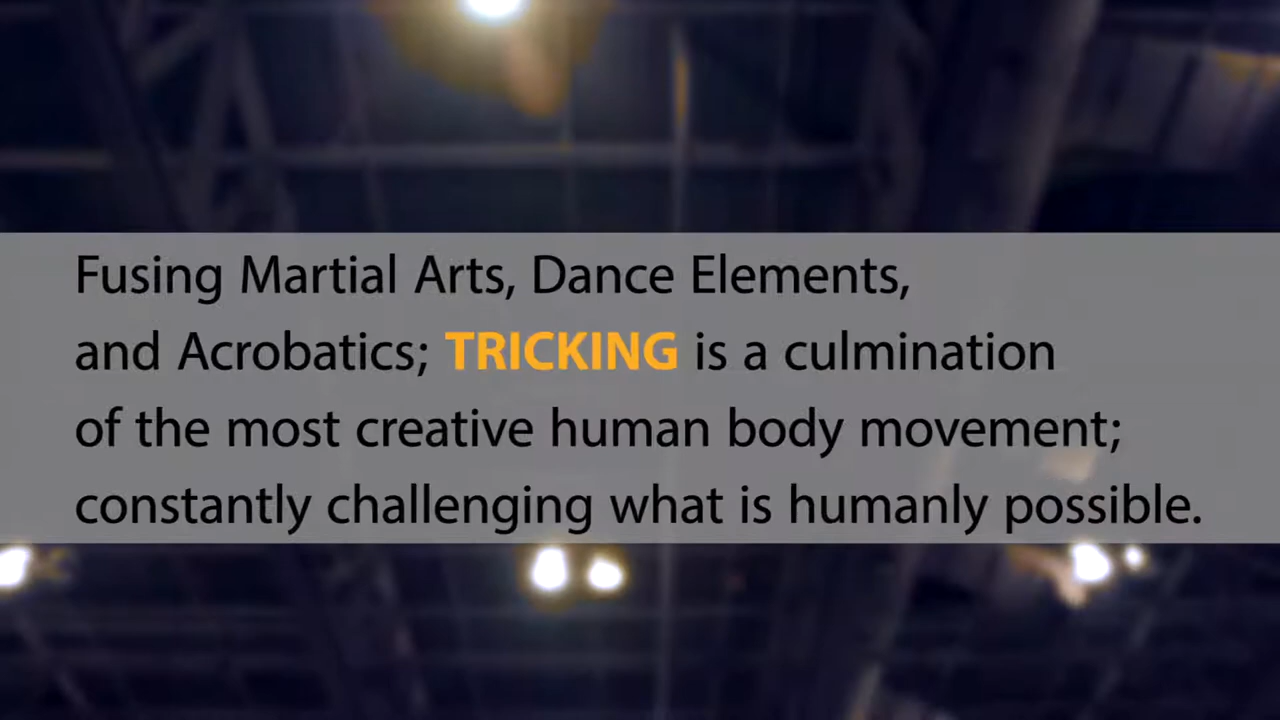 Fusing Martial Arts, Dance Elements,
and Acrobatics; TRICKING is a culmination
of the most creative human body movement;
constantly challenging what is humanly possible.